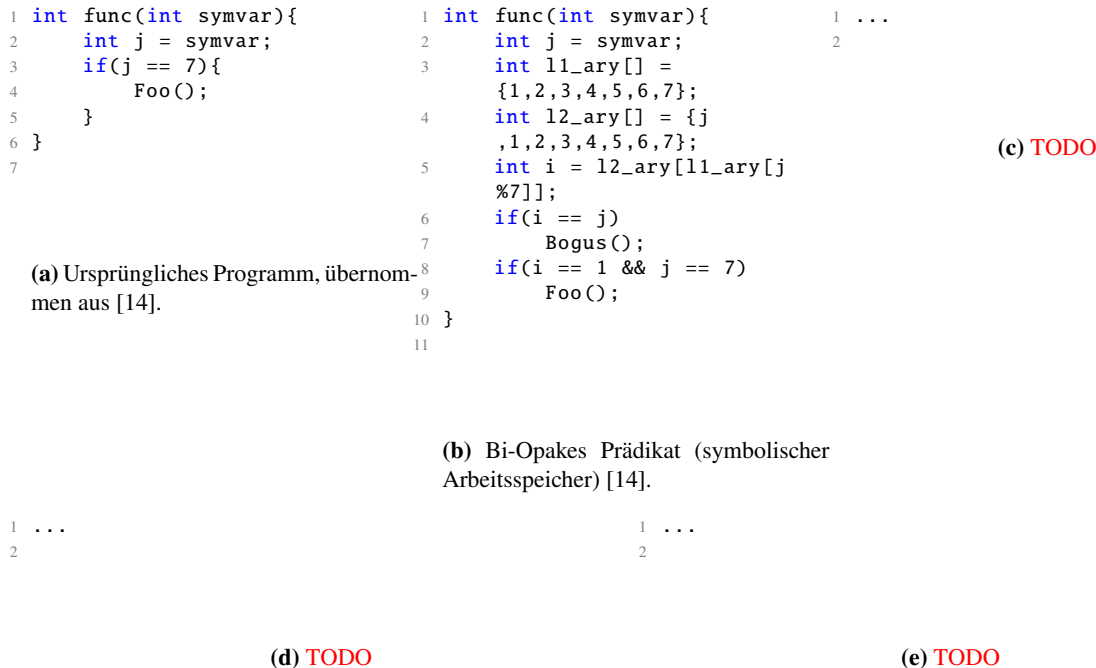 1 int func(int symvar){
2 int j = symvar;
3 if(j == 7){
4 Foo();
5 }
6 }
7
(a) Ursprüngliches Programm, übernom-
men aus [14].
1 int func(int symvar){
2 int j = symvar;
3 int l1_ary[] =
{1,2,3,4,5,6,7};
4 int l2_ary[] = {j
,1,2,3,4,5,6,7};
5 int i = l2_ary[l1_ary[j
%7]];
6 if(i == j)
7 Bogus();
8 if(i == 1 && j == 7)
9 Foo();
10 }
11
(b) Bi-Opakes Prädikat (symbolischer
Arbeitsspeicher) [14].
1 ...
2
(c) TODO
1 ...
2
(d) TODO
1 ...
2
(e) TODO